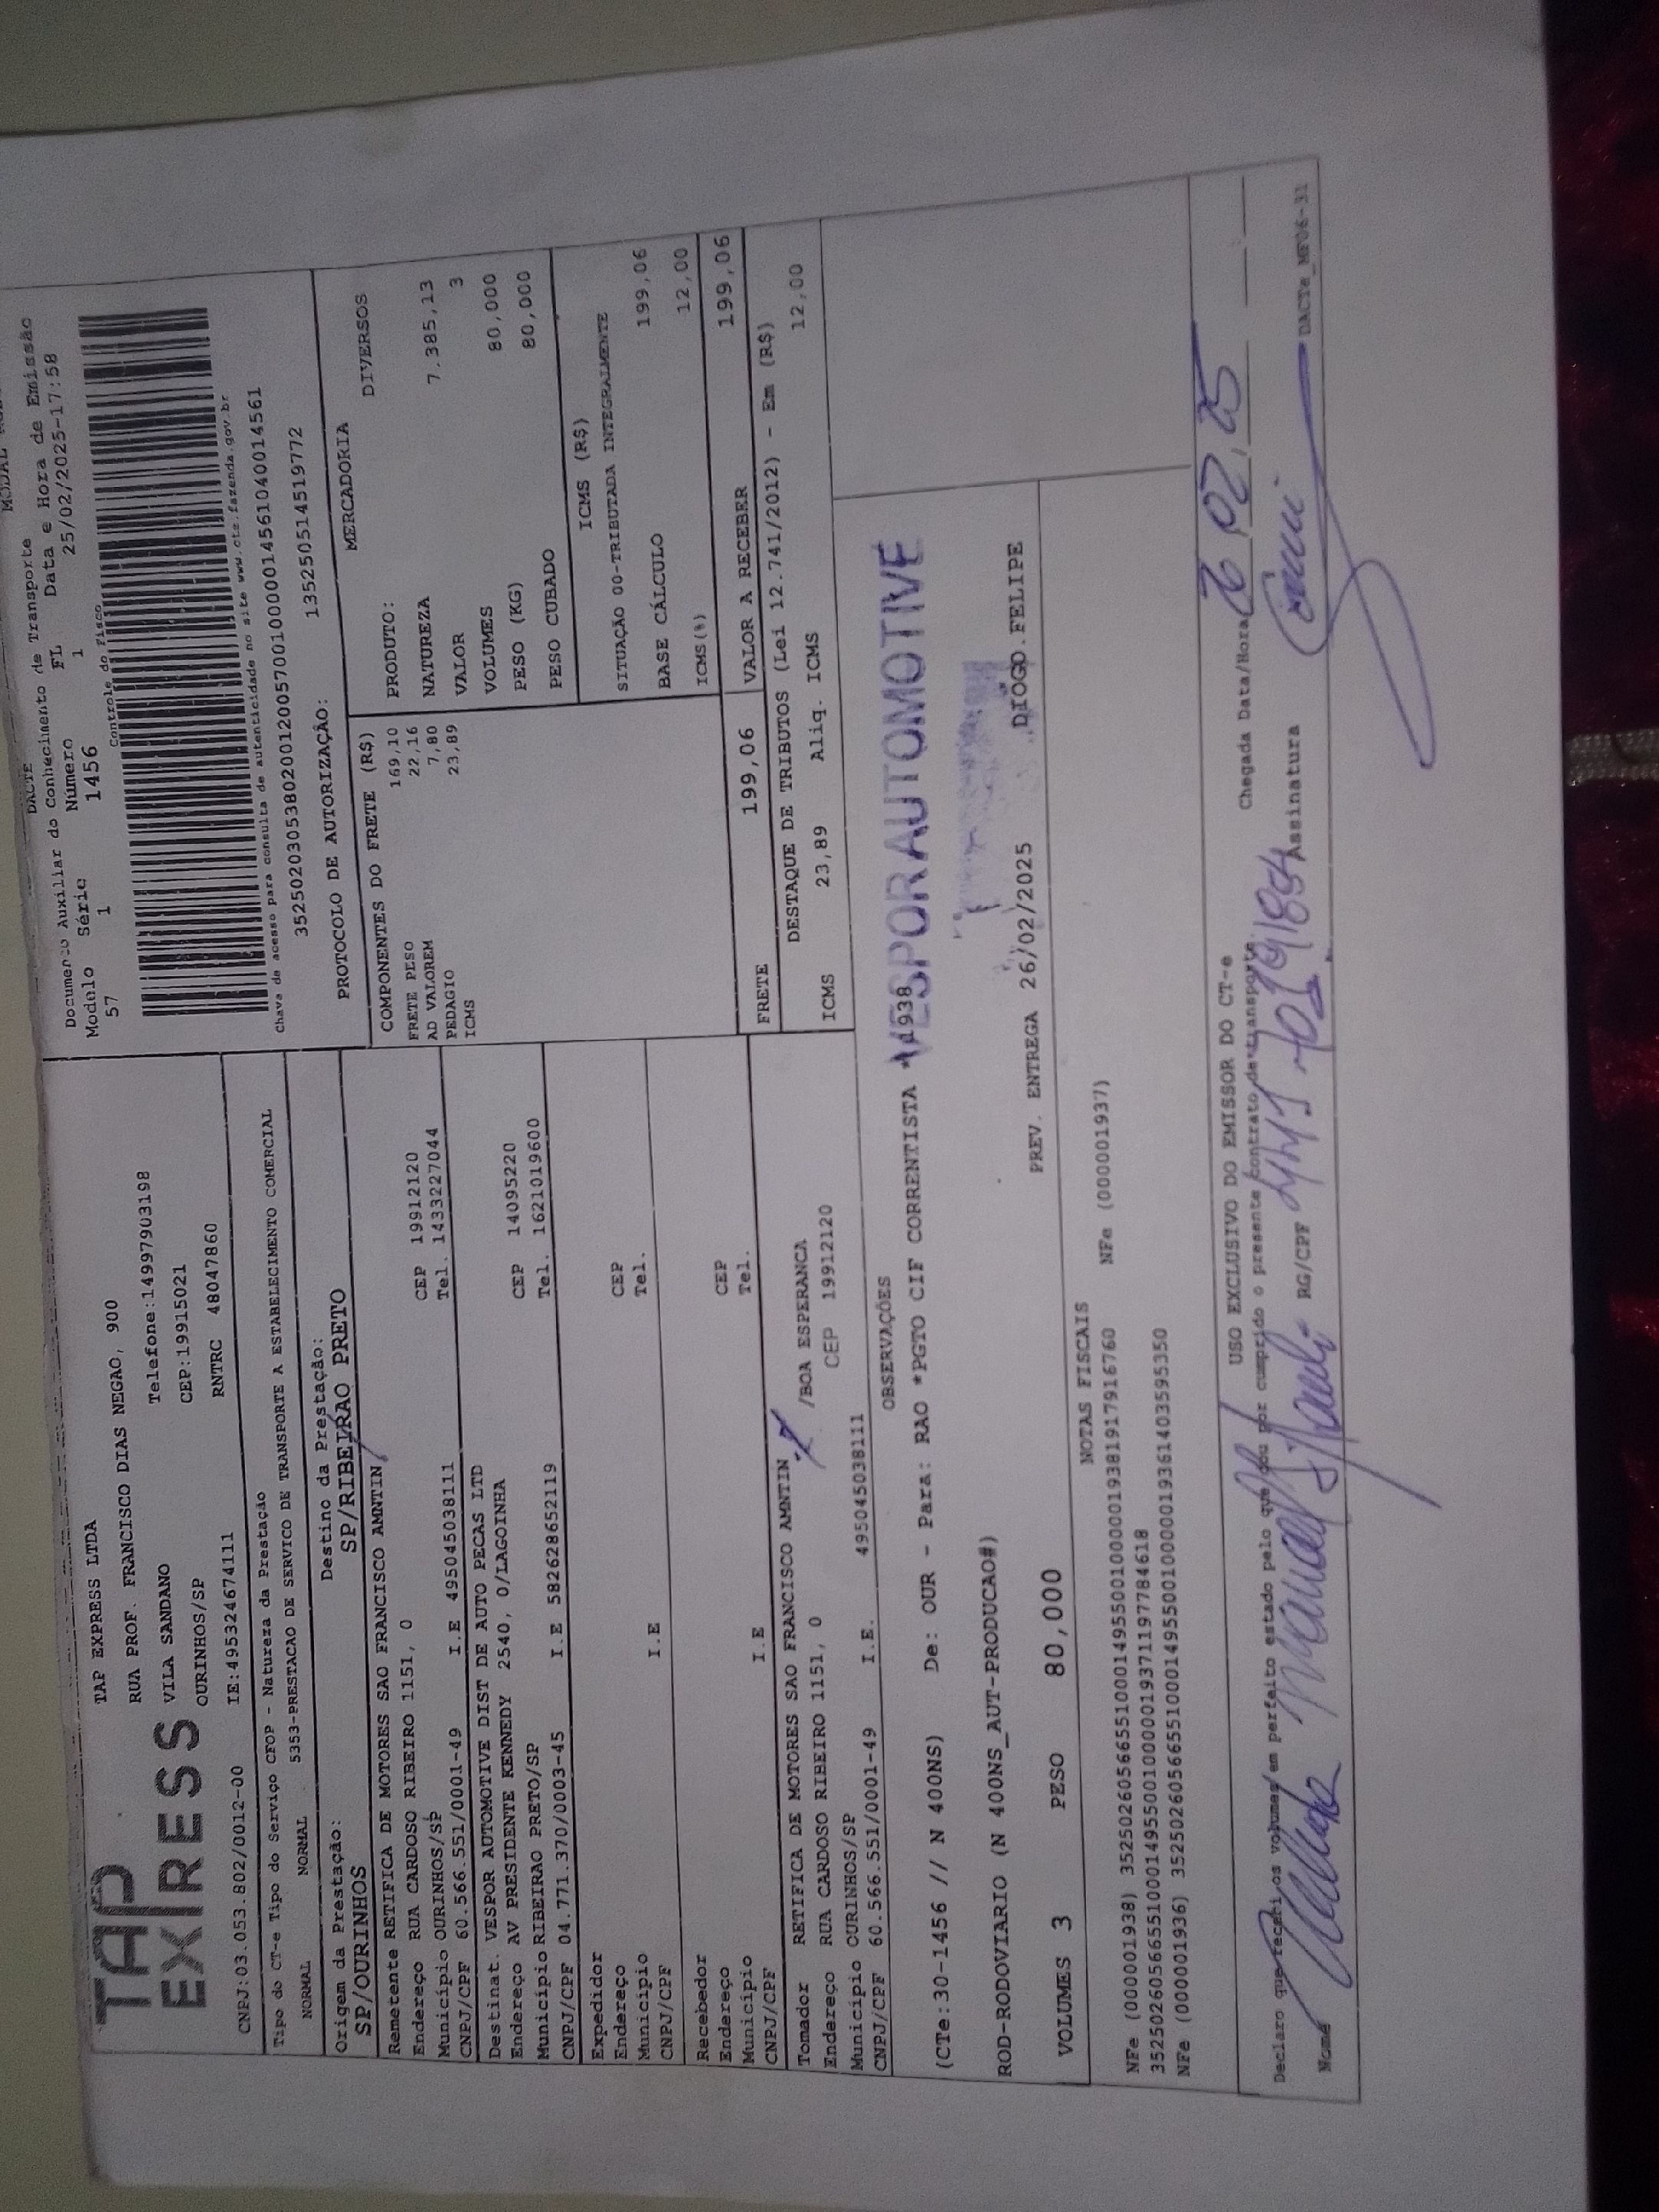 TAP
EXPRESS
TAP EXPRESS LTDA
RUA PROF. FRANCISCO DIAS NEGAO, 900
VILA SANDANO Telefone:14997903198
OURINHOS/SP CEP:19915021
CNPJ:03.053.802/0012-00 IE:495324674111 RNTRC 48047860
DACTE
Documento Auxiliar do Conhecimento de Transporte
Modelo Série Número FL Data e Hora de Emissão
57 1 1456 1 25/02/2025-17:58
Controle do Fisco
Chave de acesso para consulta de autenticidade no site www.cte.fazenda.gov.br
35250203053802001200570010000014561040014561
PROTOCOLO DE AUTORIZAÇÃO: 135250514519772
Tipo do CT-e Tipo do Serviço CFOP - Natureza da Prestação
NORMAL NORMAL 5353-PRESTACAO DE SERVICO DE TRANSPORTE A ESTABELECIMENTO COMERCIAL
Origem da Prestação: Destino da Prestação:
SP/OURINHOS SP/RIBEIRAO PRETO
Remetente RETIFICA DE MOTORES SAO FRANCISCO AMNTIN
Endereço RUA CARDOSO RIBEIRO 1151, 0 CEP 19912120
Município OURINHOS/SP Tel. 1433227044
CNPJ/CPF 60.566.551/0001-49 I.E 495045038111
Destinat. VESPOR AUTOMOTIVE DIST DE AUTO PECAS LTD
Endereço AV PRESIDENTE KENNEDY 2540, 0/LAGOINHA CEP 14095220
Município RIBEIRAO PRETO/SP Tel. 1621019600
CNPJ/CPF 04.771.370/0003-45 I.E 582628652119
Expedidor
Endereço CEP
Município Tel.
CNPJ/CPF I.E
Recebedor
Endereço CEP
Município Tel.
CNPJ/CPF I.E
Tomador RETIFICA DE MOTORES SAO FRANCISCO AMNTIN /BOA ESPERANCA
Endereço RUA CARDOSO RIBEIRO 1151, 0 CEP 19912120
Município OURINHOS/SP
CNPJ/CPF 60.566.551/0001-49 I.E. 495045038111
COMPONENTES DO FRETE (R$)
FRETE PESO 169,10
AD VALOREM 22,16
PEDAGIO 7,80
ICMS 23,89
MERCADORIA
PRODUTO: DIVERSOS
NATUREZA
VALOR 7.385,13
VOLUMES 3
PESO (KG) 80,000
PESO CUBADO 80,000
ICMS (R$)
SITUAÇÃO 00-TRIBUTADA INTEGRALMENTE
BASE CÁLCULO 199,06
ICMS(%) 12,00
FRETE 199,06 VALOR A RECEBER 199,06
DESTAQUE DE TRIBUTOS (Lei 12.741/2012) - Em (R$)
ICMS 23,89 Aliq. ICMS 12,00
OBSERVAÇÕES
(CTe:30-1456 // N 400NS) De: OUR - Para: RAO *PGTO CIF CORRENTISTA *1938
VESPORAUTOMOTIVE
ROD-RODOVIARIO (N 400NS_AUT-PRODUCAO#)
DIOGO.FELIPE
VOLUMES 3 PESO 80,000 PREV. ENTREGA 26/02/2025
NOTAS FISCAIS
NFe (000001938) 35250260566551000149550010000019381917916760 NFe (000001937)
35250260566551000149550010000019371197784618
NFe (000001936) 35250260566551000149550010000019361403595350
USO EXCLUSIVO DO EMISSOR DO CT-e
Declaro que recebi os volumes em perfeito estado pelo que dou por cumprido o presente contrato de transporte.
Chegada Data/Hora 26,02,25
Nome RG/CPF Assinatura
DACTe_MF06-31